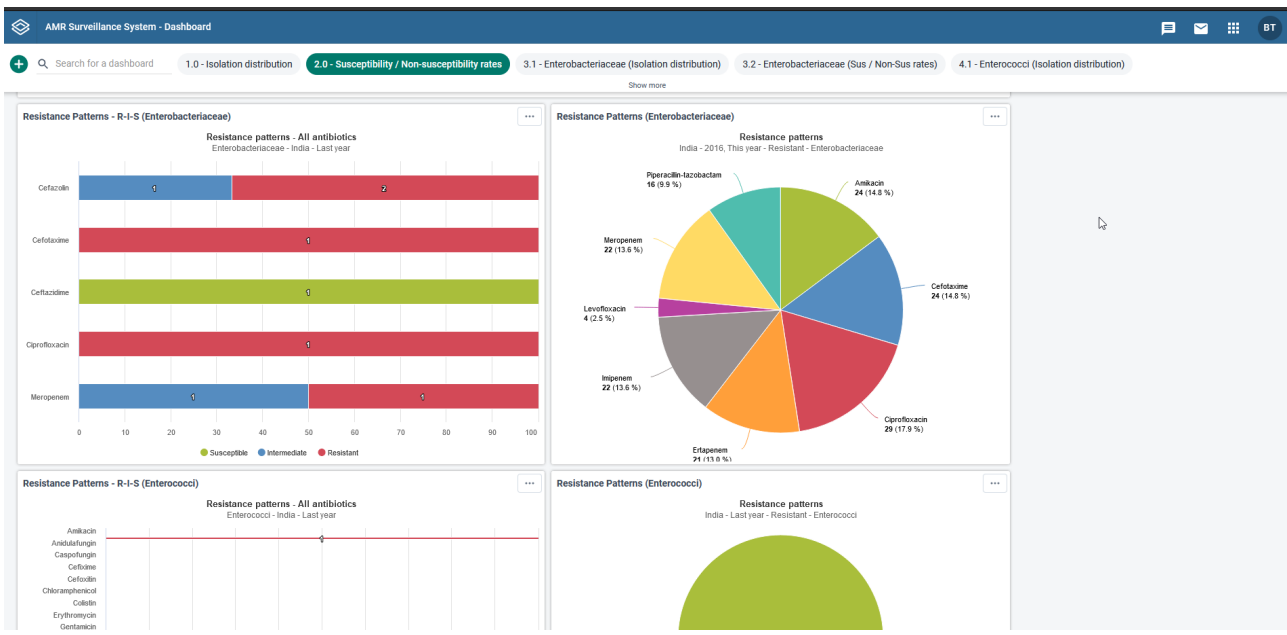 AMR Surveillance System - Dashboard
BT
Search for a dashboard
1.0 - Isolation distribution
2.0 - Susceptibility / Non-susceptibility rates
3.1 - Enterobacteriaceae (Isolation distribution)
3.2 - Enterobacteriaceae (Sus / Non-Sus rates)
4.1 - Enterococci (Isolation distribution)
Show more
Resistance Patterns - R-I-S (Enterobacteriaceae)
Resistance patterns - All antibiotics
Enterobacteriaceae - India - Last year
Cefazolin
1
2
Cefotaxime
1
Ceftazidime
1
Ciprofloxacin
1
Meropenem
1
1
0 10 20 30 40 50 60 70 80 90 100
Susceptible Intermediate Resistant
Resistance Patterns (Enterobacteriaceae)
Resistance patterns
India - 2016, This year - Resistant - Enterobacteriaceae
Piperacillin-tazobactam
16 (9.9 %)
Amikacin
24 (14.8 %)
Meropenem
22 (13.6 %)
Cefotaxime
24 (14.8 %)
Levofloxacin
4 (2.5 %)
Imipenem
22 (13.6 %)
Ciprofloxacin
29 (17.9 %)
Ertapenem
21 (13.0 %)
Resistance Patterns - R-I-S (Enterococci)
Resistance patterns - All antibiotics
Enterococci - India - Last year
Amikacin
1
Anidulafungin
Caspofungin
Cefixime
Cefoxitin
Chloramphenicol
Colistin
Erythromycin
Gentamicin
Resistance Patterns (Enterococci)
Resistance patterns
India - Last year - Resistant - Enterococci